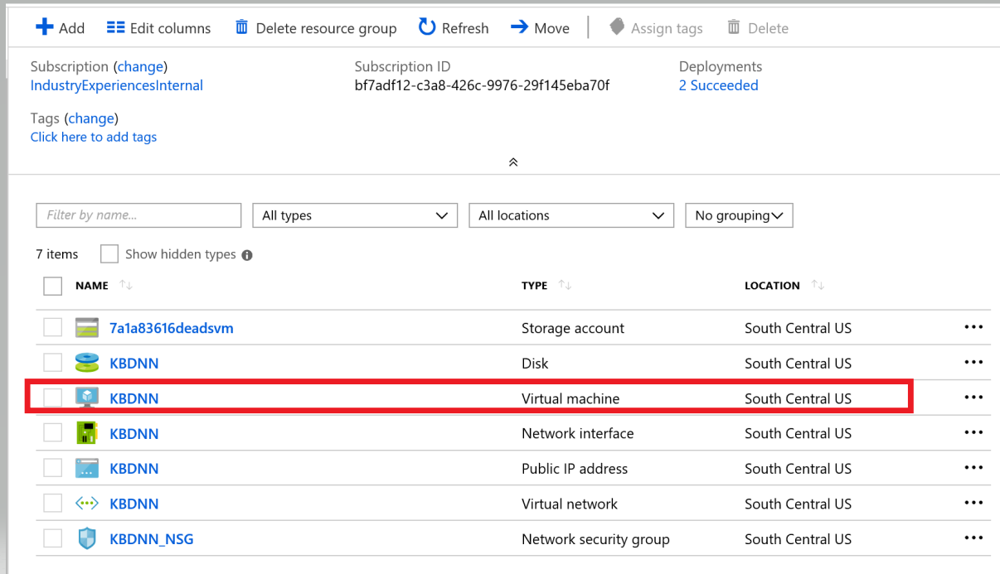 Add Edit columns Delete resource group Refresh Move Assign tags Delete
Subscription (change) Subscription ID Deployments
IndustryExperiencesInternal bf7adf12-c3a8-426c-9976-29f145eba70f 2 Succeeded
Tags (change)
Click here to add tags
Filter by name... All types All locations No grouping
7 items Show hidden types
NAME TYPE LOCATION
7a1a83616deadsvm Storage account South Central US
KBDNN Disk South Central US
KBDNN Virtual machine South Central US
KBDNN Network interface South Central US
KBDNN Public IP address South Central US
KBDNN Virtual network South Central US
KBDNN_NSG Network security group South Central US